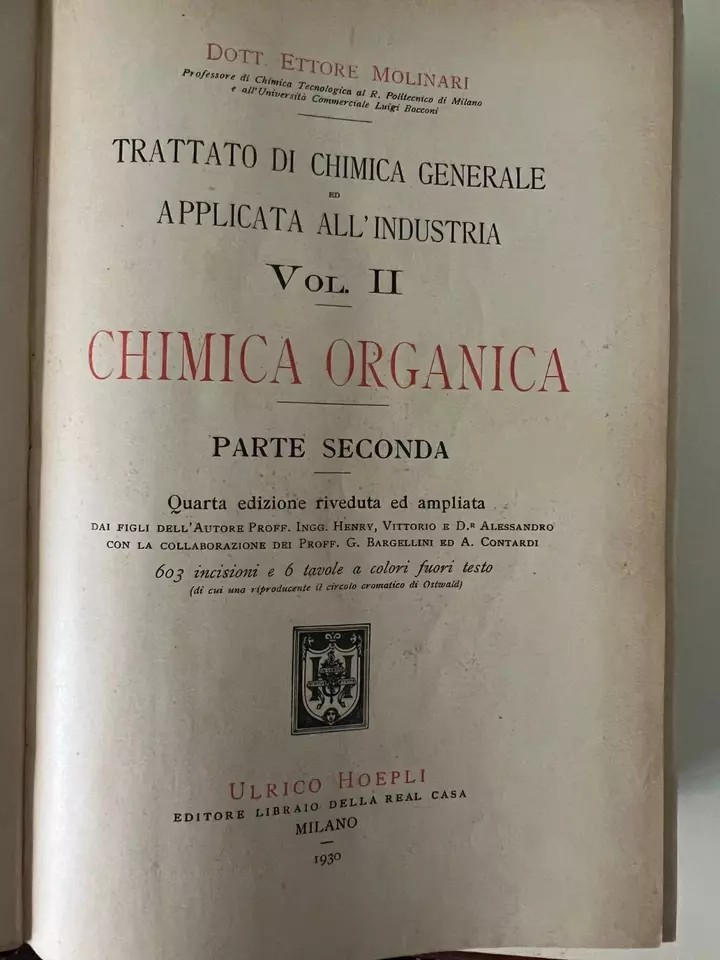 DOTT. ETTORE MOLINARI
Professore di Chimica Tecnologica al R. Politecnico di Milano
e all'Università Commerciale Luigi Bocconi
TRATTATO DI CHIMICA GENERALE
ED
APPLICATA ALL'INDUSTRIA
VOL. II
CHIMICA ORGANICA
PARTE SECONDA
Quarta edizione riveduta ed ampliata
DAI FIGLI DELL'AUTORE PROFF. INGG. HENRY, VITTORIO E D.R ALESSANDRO
CON LA COLLABORAZIONE DEI PROFF. G. BARGELLINI ED A. CONTARDI
603 incisioni e 6 tavole a colori fuori testo
(di cui una riproducente il circolo cromatico di Ostwald)
ULRICO HOEPLI
EDITORE LIBRAIO DELLA REAL CASA
MILANO
1930